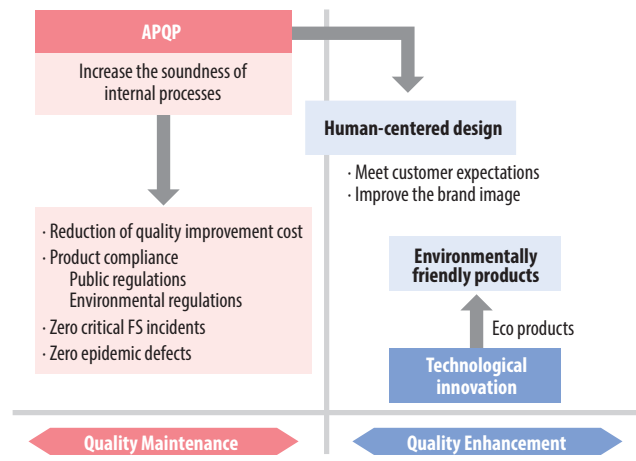 APQP
Increase the soundness of
internal processes
Human-centered design
· Meet customer expectations
· Improve the brand image
· Reduction of quality improvement cost
· Product compliance
Public regulations
Environmental regulations
· Zero critical FS incidents
· Zero epidemic defects
Environmentally
friendly products
Eco products
Technological
innovation
Quality Maintenance
Quality Enhancement